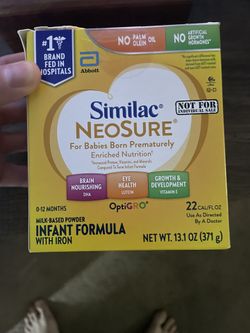 #1
BRAND
FED IN
HOSPITALS
Abbott
NO PALM
OLEIN OIL
NO ARTIFICIAL
GROWTH
HORMONES*
Similac®
NEOSURE®
NOT FOR
INDIVIDUAL SALE
For Babies Born Prematurely
Enriched Nutrition†
BRAIN
NOURISHING
DHA
EYE
HEALTH
LUTEIN
GROWTH &
DEVELOPMENT
VITAMIN E
OptiGRO®
0-12 MONTHS
MILK-BASED POWDER
INFANT FORMULA
WITH IRON
22 CAL/FL OZ
Use As Directed
By A Doctor
NET WT. 13.1 OZ (371 g)